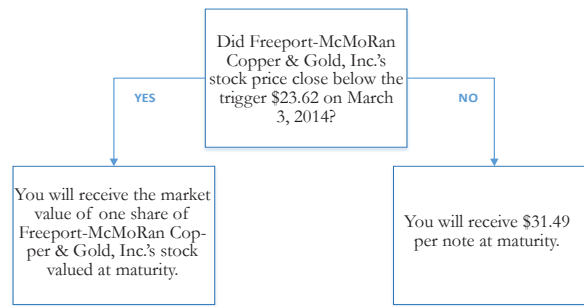 Did Freeport-McMoRan
Copper & Gold, Inc.'s
stock price close below the
trigger $23.62 on March
3, 2014?
YES
NO
You will receive the market
value of one share of
Freeport-McMoRan Cop-
per & Gold, Inc.'s stock
valued at maturity.
You will receive $31.49
per note at maturity.